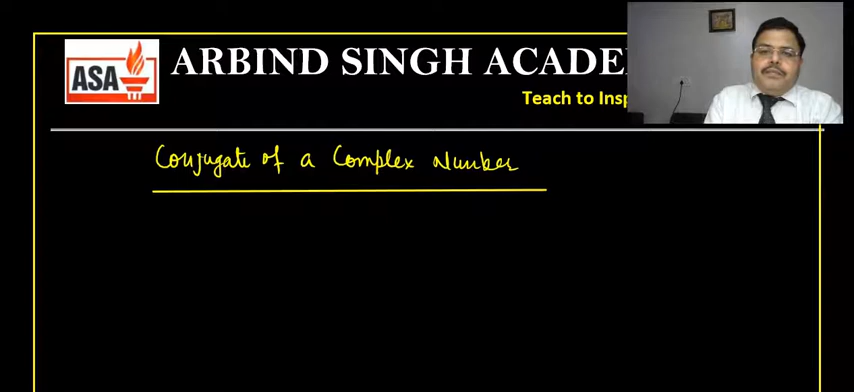 ASA
ARBIND SINGH ACADE
Teach to Insp
Conjugate of a Complex Number